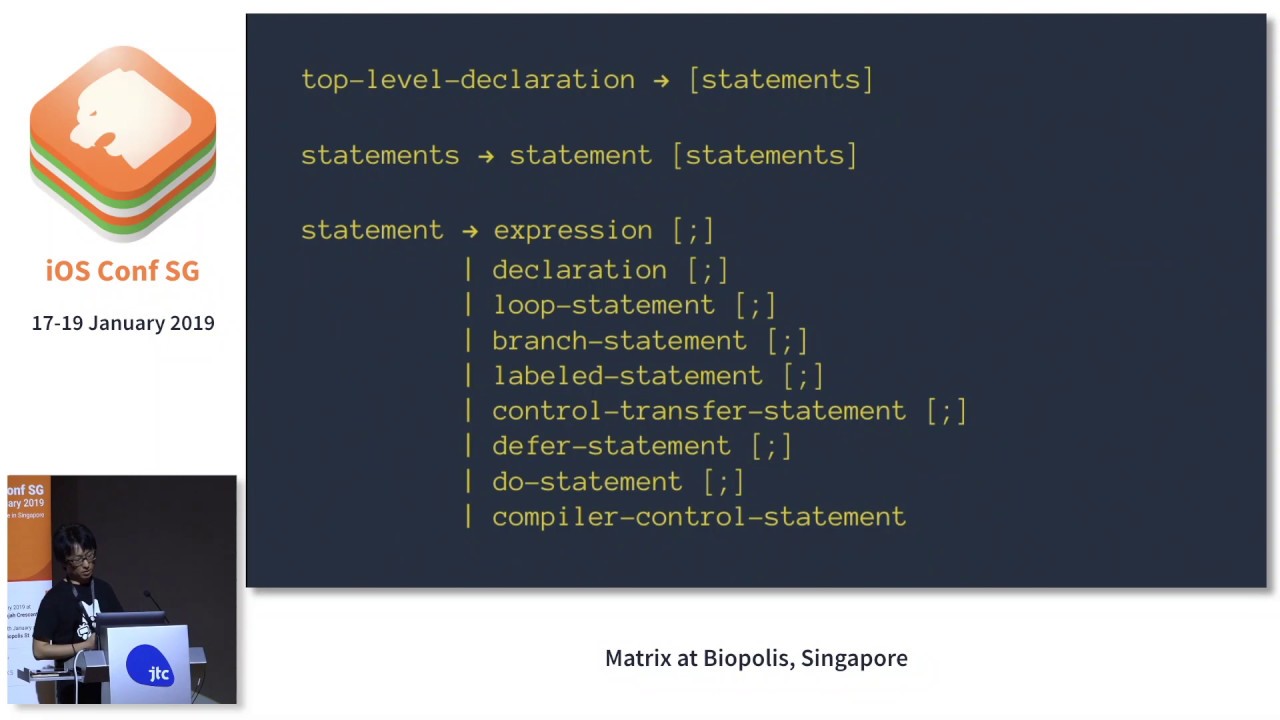 iOS Conf SG
17-19 January 2019
top-level-declaration → [statements]
statements → statement [statements]
statement → expression [;]
| declaration [;]
| loop-statement [;]
| branch-statement [;]
| labeled-statement [;]
| control-transfer-statement [;]
| defer-statement [;]
| do-statement [;]
| compiler-control-statement
onf SG
ary 2019
e in Singapore
jtc
Matrix at Biopolis, Singapore